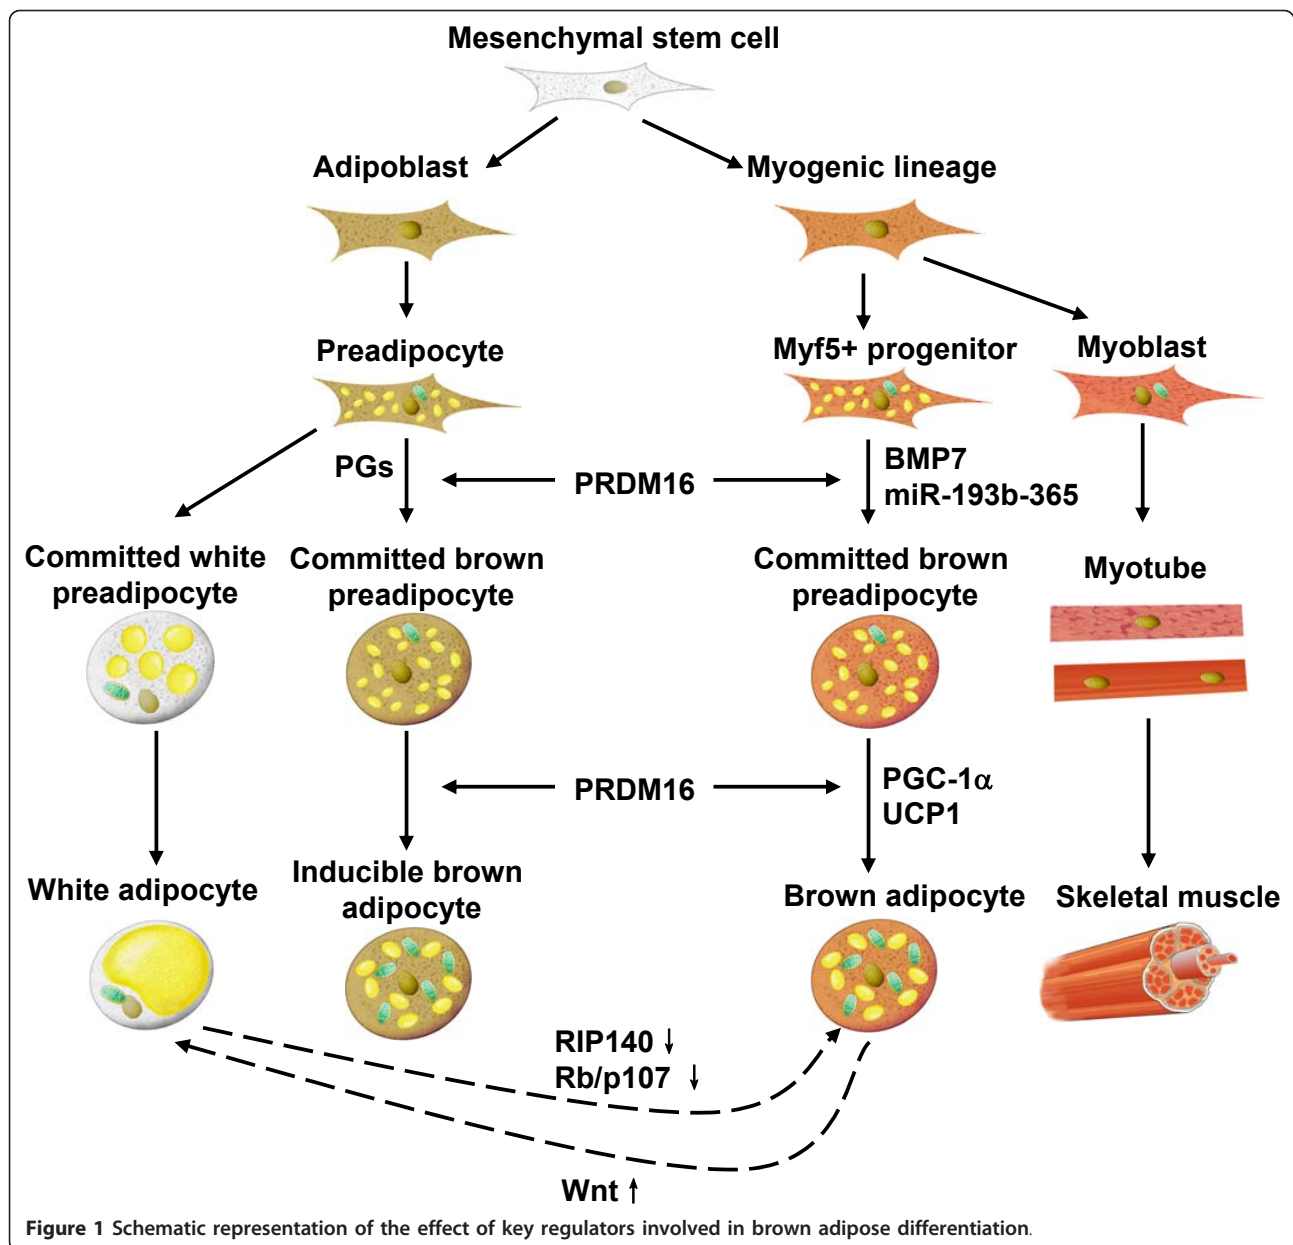 Mesenchymal stem cell
Adipoblast
Myogenic lineage
Preadipocyte
Myf5+ progenitor
Myoblast
PGs
PRDM16
BMP7
miR-193b-365
Committed white
preadipocyte
Committed brown
preadipocyte
Committed brown
preadipocyte
Myotube
PRDM16
PGC-1α
UCP1
White adipocyte
Inducible brown
adipocyte
Brown adipocyte
Skeletal muscle
RIP140 ↓
Rb/p107 ↓
Wnt ↑
Figure 1 Schematic representation of the effect of key regulators involved in brown adipose differentiation.